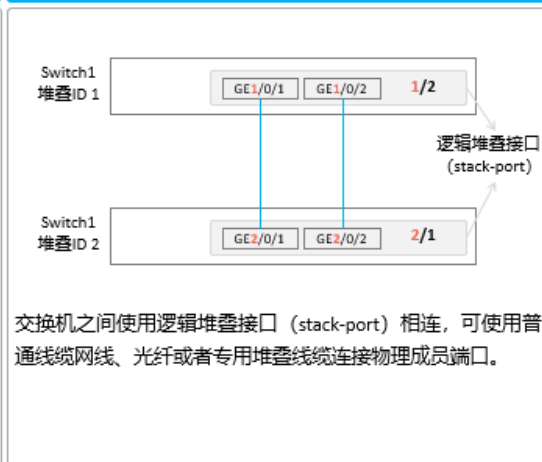 Switch1
堆叠ID 1
GE1/0/1
GE1/0/2
1/2
逻辑堆叠接口
(stack-port)
Switch1
堆叠ID 2
GE2/0/1
GE2/0/2
2/1
交换机之间使用逻辑堆叠接口（stack-port）相连，可使用普
通线缆网线、光纤或者专用堆叠线缆连接物理成员端口。